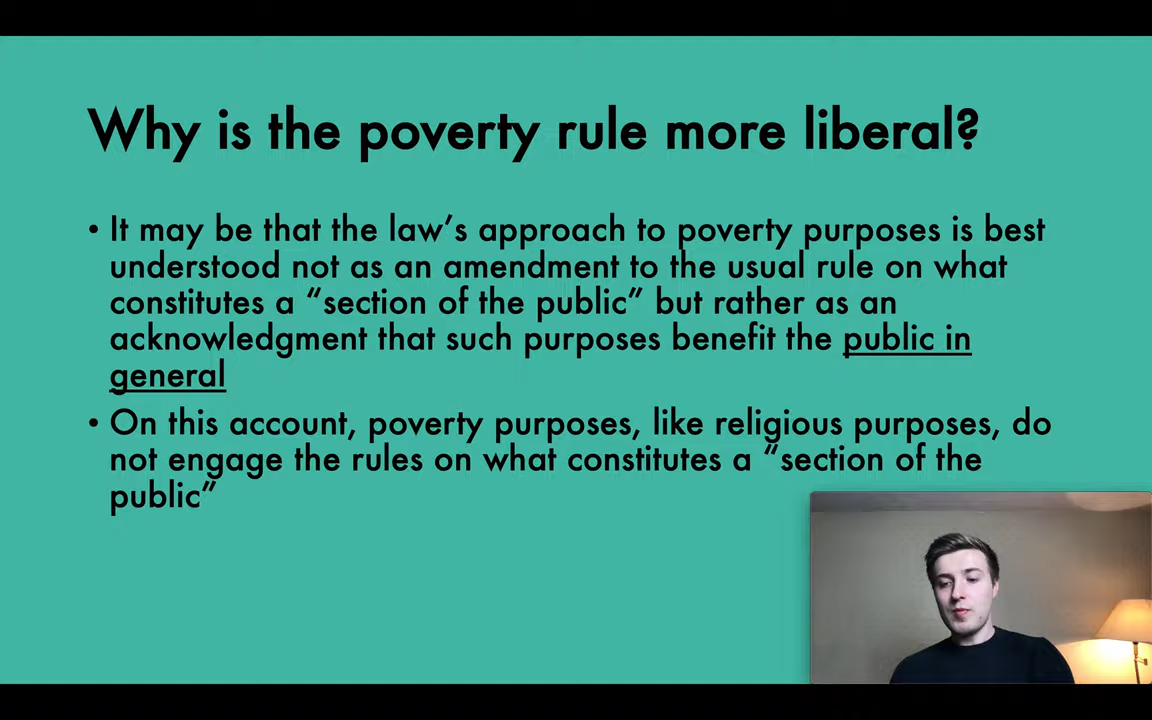 Why is the poverty rule more liberal?
• It may be that the law’s approach to poverty purposes is best
understood not as an amendment to the usual rule on what
constitutes a “section of the public” but rather as an
acknowledgment that such purposes benefit the public in
general
• On this account, poverty purposes, like religious purposes, do
not engage the rules on what constitutes a “section of the
public”